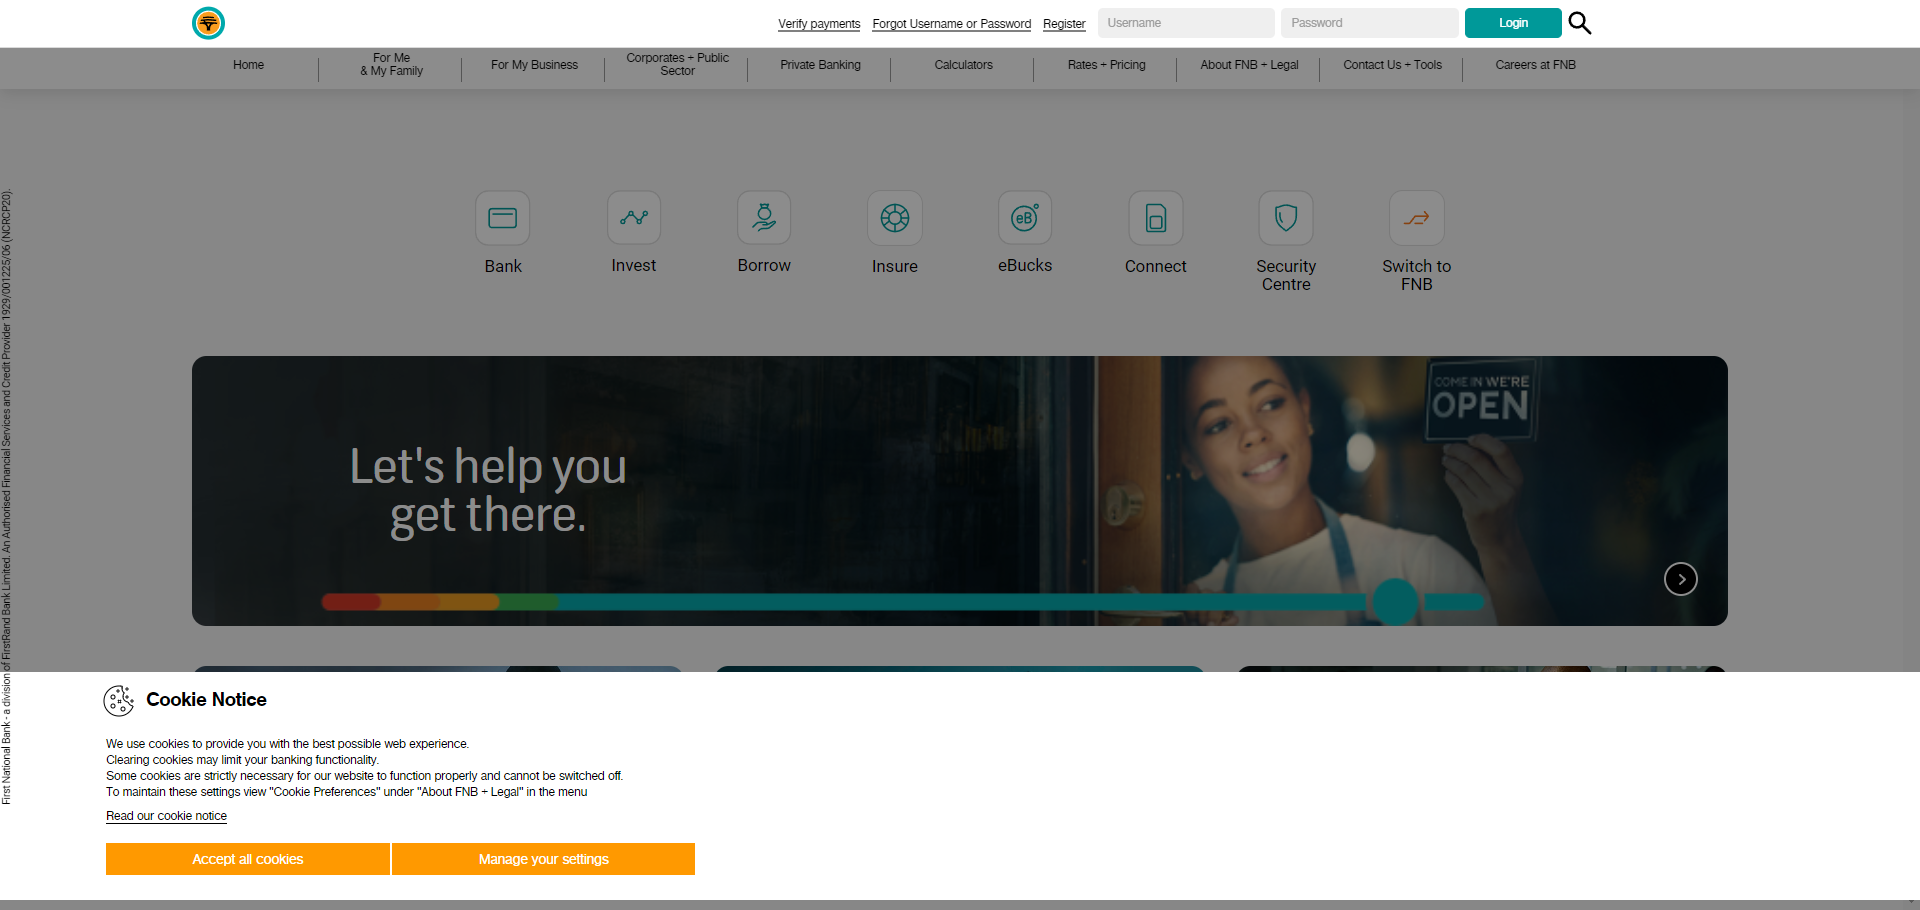 Verify payments
Forgot Username or Password
Register
Username
Password
Login
Home
For Me
& My Family
For My Business
Corporates + Public
Sector
Private Banking
Calculators
Rates + Pricing
About FNB + Legal
Contact Us + Tools
Careers at FNB
First National Bank - a division of FirstRand Bank Limited. An Authorised Financial Services and Credit Provider 1929/001225/06 (NCRCP20).
Bank
Invest
Borrow
Insure
eB
eBucks
Connect
Security
Centre
Switch to
FNB
Let's help you
get there.
COME IN WE'RE
OPEN
Cookie Notice
We use cookies to provide you with the best possible web experience.
Clearing cookies may limit your banking functionality.
Some cookies are strictly necessary for our website to function properly and cannot be switched off.
To maintain these settings view "Cookie Preferences" under "About FNB + Legal" in the menu
Read our cookie notice
Accept all cookies
Manage your settings